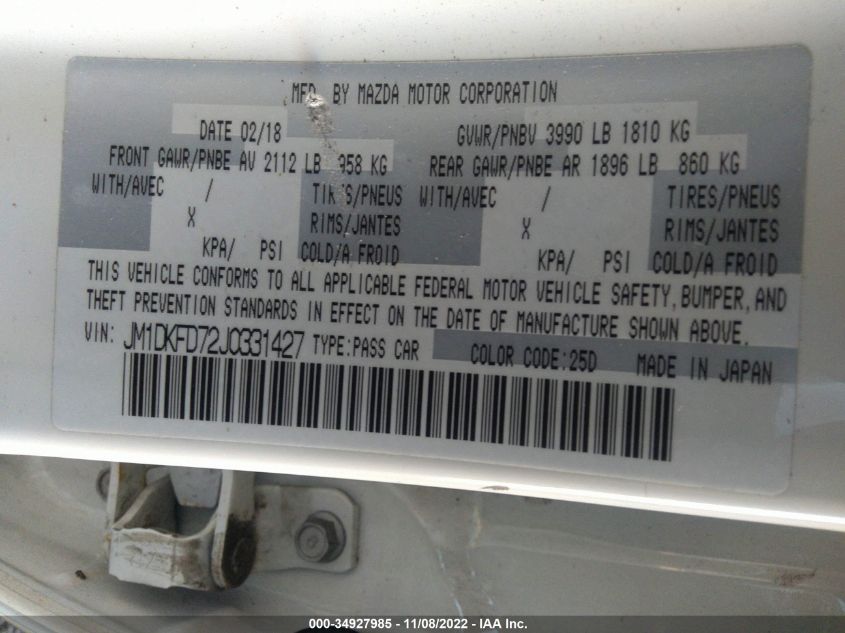 MFD. BY MAZDA MOTOR CORPORATION
DATE 02/18 GVWR/PNBV 3990 LB 1810 KG
FRONT GAWR/PNBE AV 2112 LB 958 KG REAR GAWR/PNBE AR 1896 LB 860 KG
WITH/AVEC / TIRES/PNEUS WITH/AVEC / TIRES/PNEUS
X RIMS/JANTES X RIMS/JANTES
KPA/ PSI COLD/A FROID KPA/ PSI COLD/A FROID
THIS VEHICLE CONFORMS TO ALL APPLICABLE FEDERAL MOTOR VEHICLE SAFETY, BUMPER, AND
THEFT PREVENTION STANDARDS IN EFFECT ON THE DATE OF MANUFACTURE SHOWN ABOVE.
VIN: JM1DKFD72J0331427 TYPE:PASS CAR COLOR CODE:25D MADE IN JAPAN
000-34927985 - 11/08/2022 - IAA Inc.